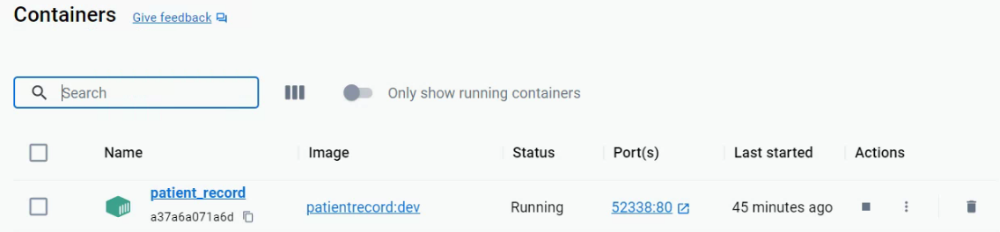 Containers Give feedback
Search Only show running containers
Name Image Status Port(s) Last started Actions
patient_record
a37a6a071a6d patientrecord:dev Running 52338:80 45 minutes ago